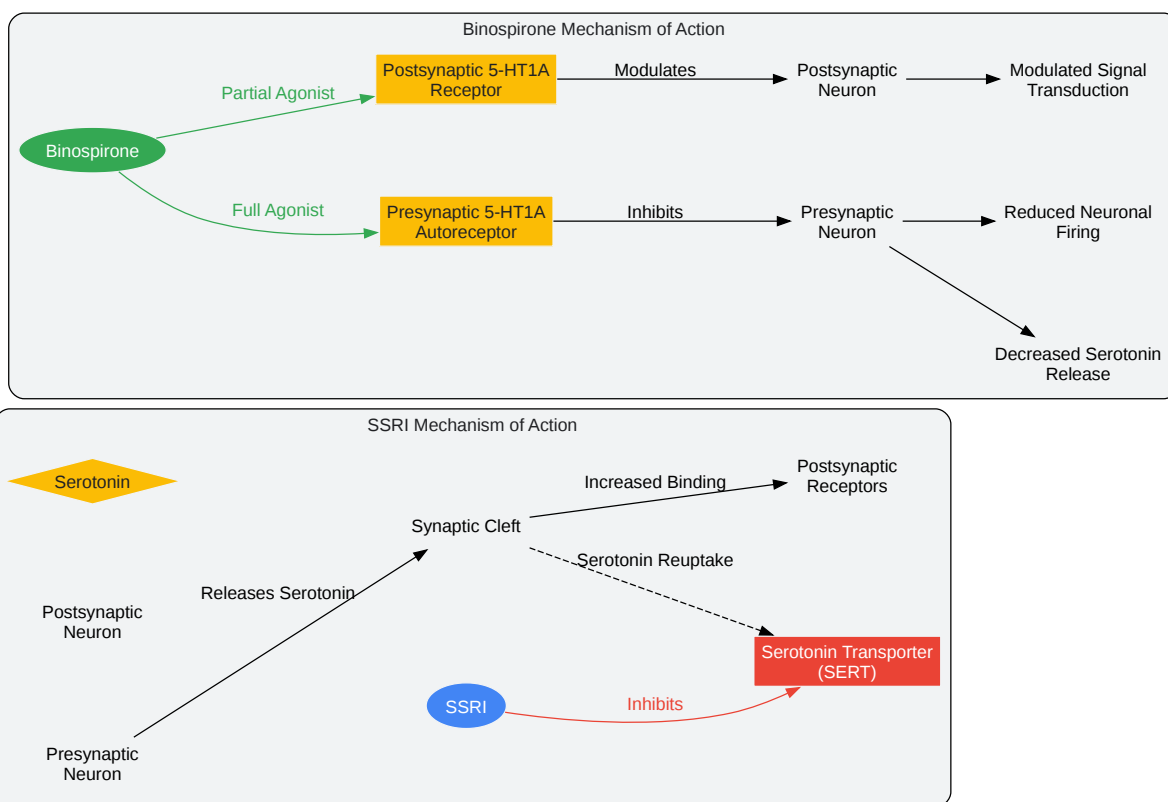 Binospirone Mechanism of Action
Postsynaptic 5-HT1A
Receptor
Modulates
Postsynaptic
Neuron
Modulated Signal
Transduction
Partial Agonist
Binospirone
Full Agonist
Presynaptic 5-HT1A
Autoreceptor
Inhibits
Presynaptic
Neuron
Reduced Neuronal
Firing
Decreased Serotonin
Release
SSRI Mechanism of Action
Serotonin
Increased Binding
Postsynaptic
Receptors
Synaptic Cleft
Serotonin Reuptake
Releases Serotonin
Postsynaptic
Neuron
Serotonin Transporter
(SERT)
SSRI
Inhibits
Presynaptic
Neuron